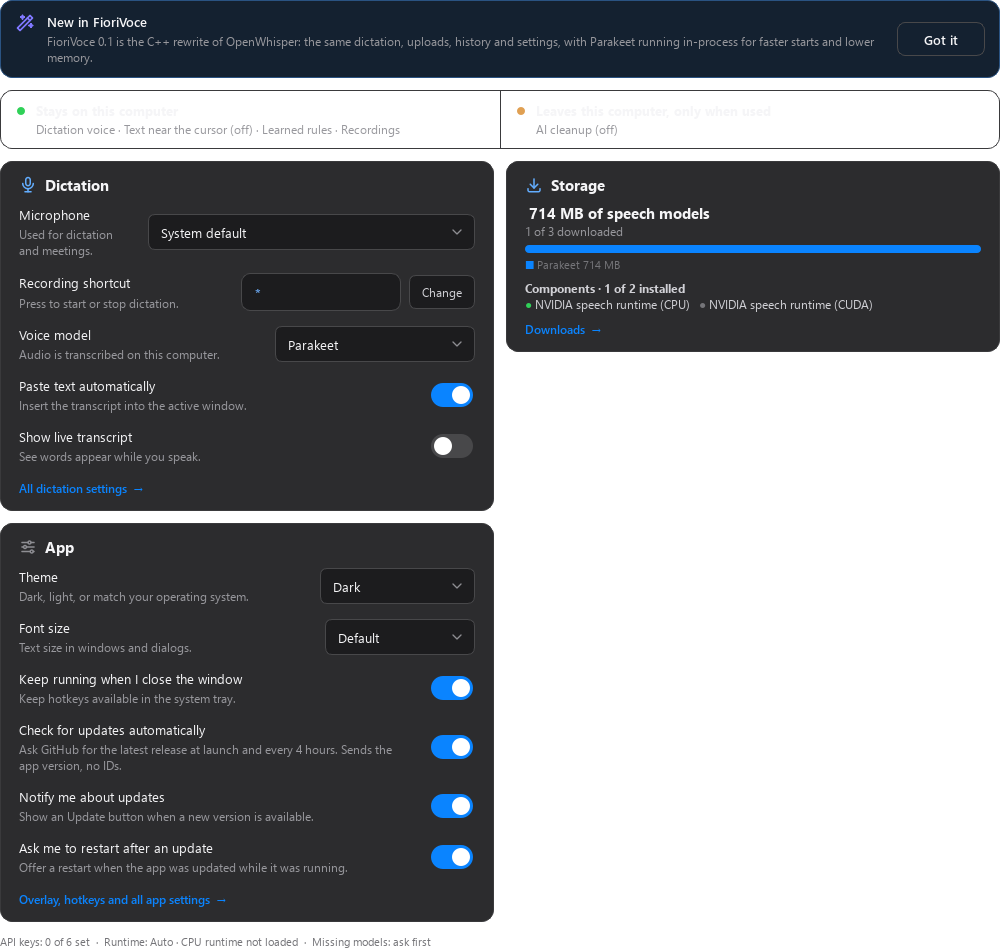 New in FioriVoce
FioriVoce 0.1 is the C++ rewrite of OpenWhisper: the same dictation, uploads, history and settings, with Parakeet running in-process for faster starts and lower
memory.
Got it
Stays on this computer
Dictation voice · Text near the cursor (off) · Learned rules · Recordings
Leaves this computer, only when used
AI cleanup (off)
Dictation
Microphone
Used for dictation
and meetings.
System default
Recording shortcut
Press to start or stop dictation.
*
Change
Voice model
Audio is transcribed on this computer.
Parakeet
Paste text automatically
Insert the transcript into the active window.
Show live transcript
See words appear while you speak.
All dictation settings →
Storage
714 MB of speech models
1 of 3 downloaded
Parakeet 714 MB
Components · 1 of 2 installed
● NVIDIA speech runtime (CPU) ● NVIDIA speech runtime (CUDA)
Downloads →
App
Theme
Dark, light, or match your operating system.
Dark
Font size
Text size in windows and dialogs.
Default
Keep running when I close the window
Keep hotkeys available in the system tray.
Check for updates automatically
Ask GitHub for the latest release at launch and every 4 hours. Sends the
app version, no IDs.
Notify me about updates
Show an Update button when a new version is available.
Ask me to restart after an update
Offer a restart when the app was updated while it was running.
Overlay, hotkeys and all app settings →
API keys: 0 of 6 set · Runtime: Auto · CPU runtime not loaded · Missing models: ask first